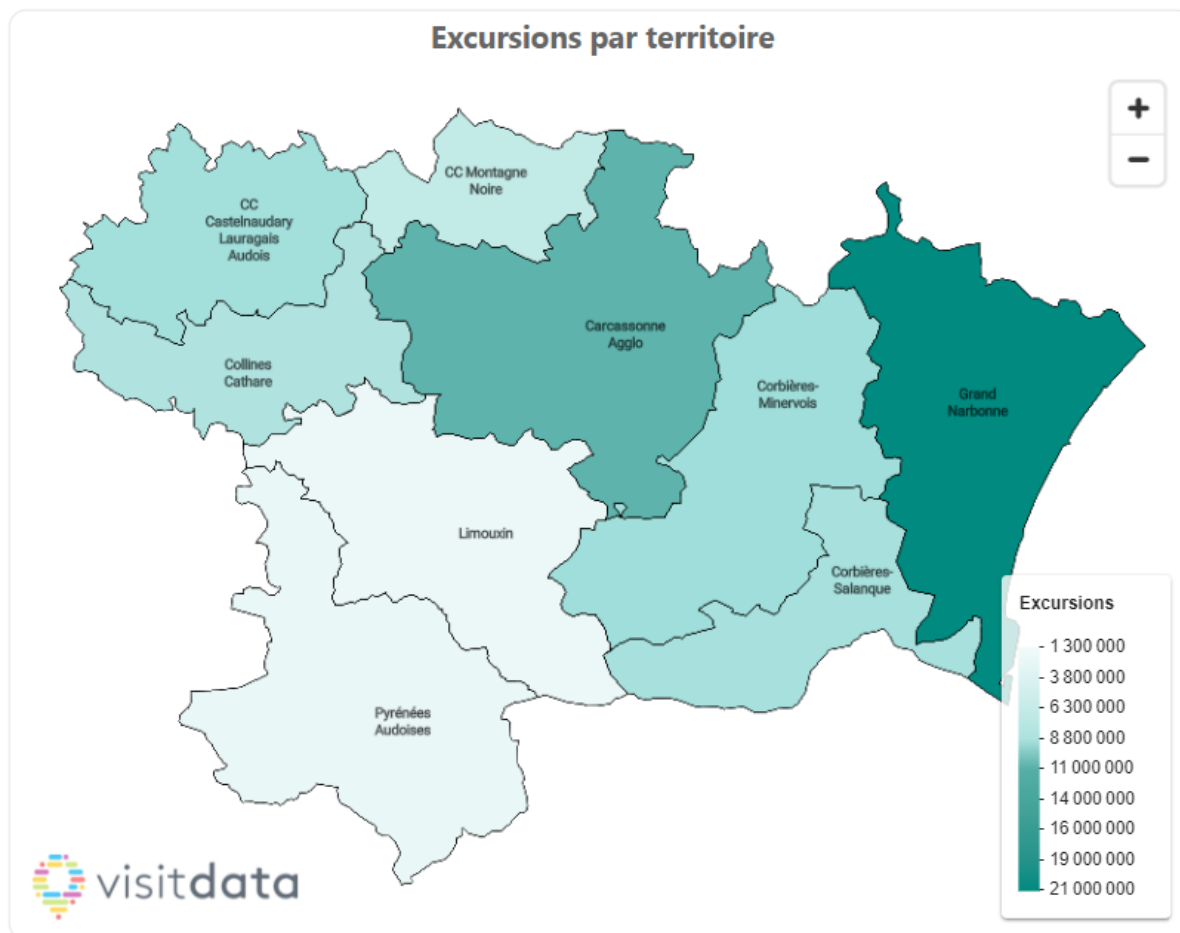 Excursions par territoire
+
−
CC Montagne
Noire
CC
Castelnaudary
Lauragais
Audois
Carcassonne
Agglo
Collines
Cathare
Corbières-
Minervois
Grand
Narbonne
Limouxin
Corbières-
Salanque
Pyrénées
Audoises
Excursions
1 300 000
3 800 000
6 300 000
8 800 000
11 000 000
14 000 000
16 000 000
19 000 000
21 000 000
visitdata